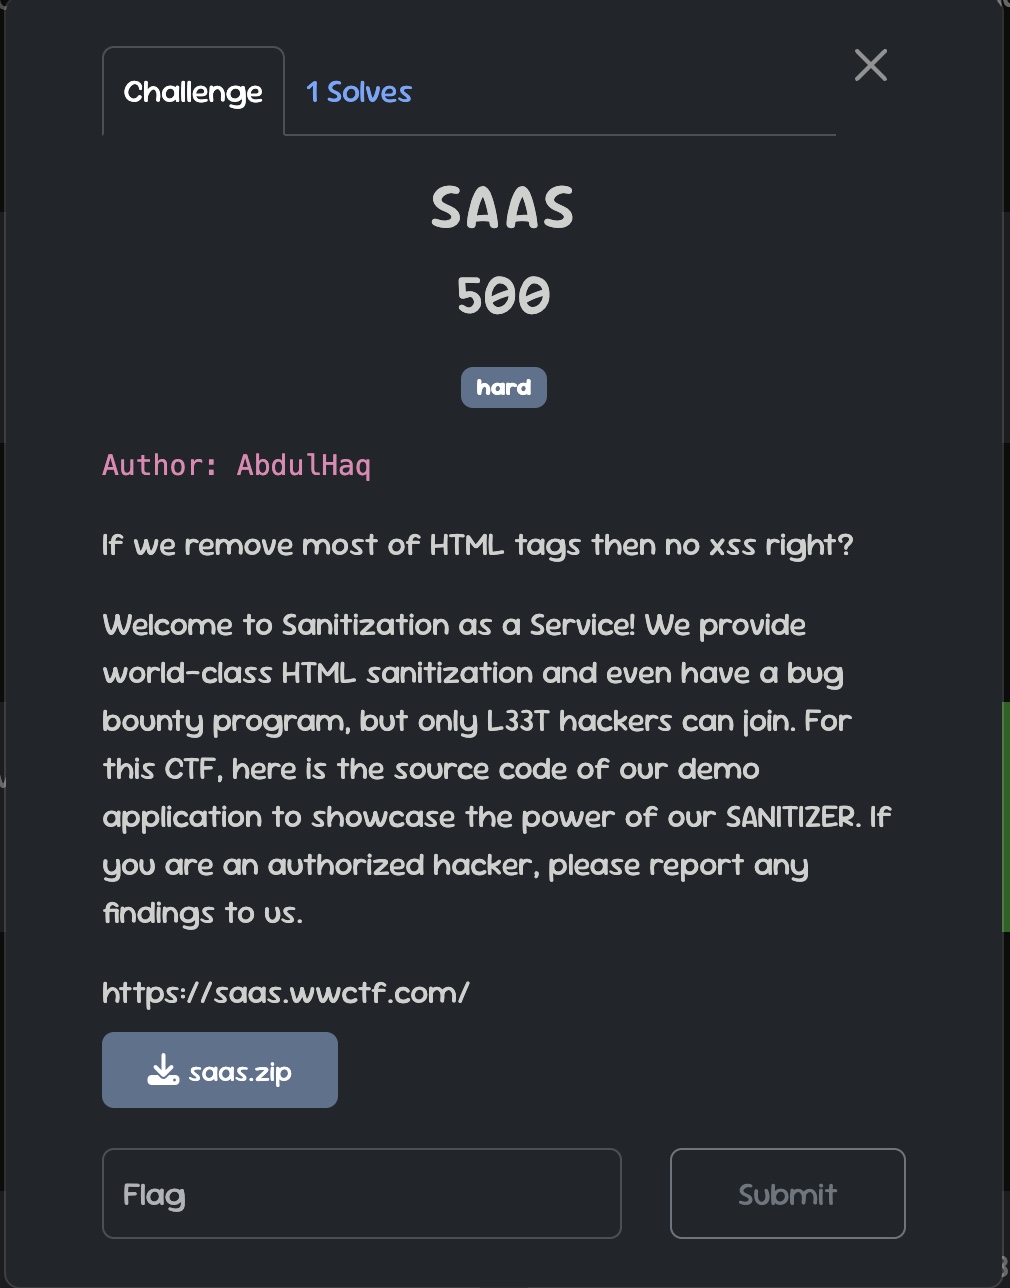 Challenge
1 Solves
SAAS
500
hard
Author: AbdulHaq
If we remove most of HTML tags then no xss right?
Welcome to Sanitization as a Service! We provide
world-class HTML sanitization and even have a bug
bounty program, but only L33T hackers can join. For
this CTF, here is the source code of our demo
application to showcase the power of our SANITIZER. If
you are an authorized hacker, please report any
findings to us.
https://saas.wwctf.com/
saas.zip
Flag
Submit